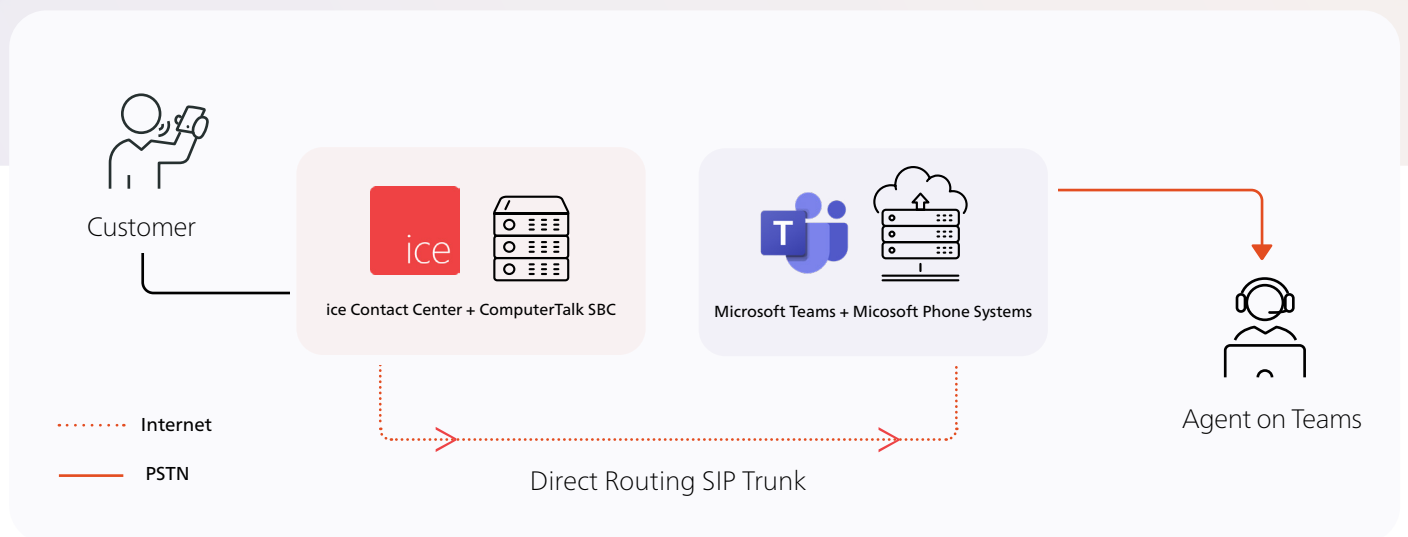 Customer
ice
T
ice Contact Center + ComputerTalk SBC
Microsoft Teams + Micosoft Phone Systems
Agent on Teams
Internet
PSTN
Direct Routing SIP Trunk